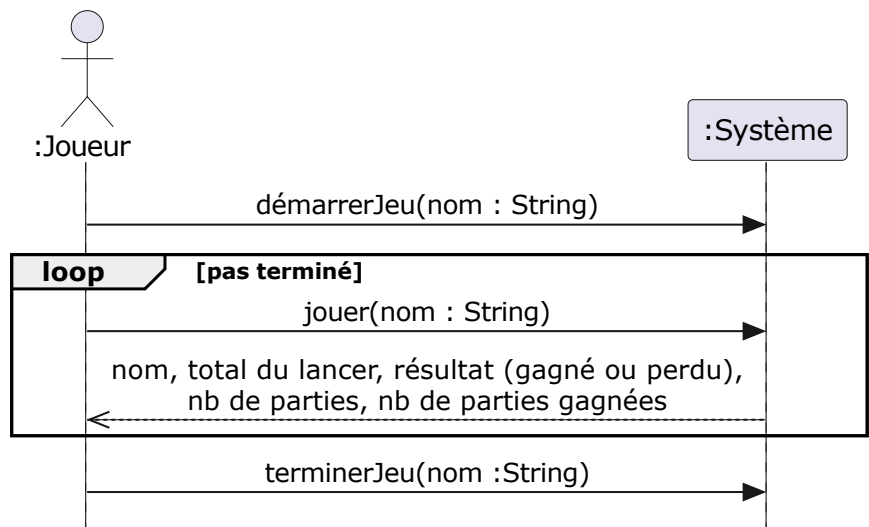 :Joueur
:Système
démarrerJeu(nom : String)
loop [pas terminé]
jouer(nom : String)
nom, total du lancer, résultat (gagné ou perdu),
nb de parties, nb de parties gagnées
terminerJeu(nom :String)